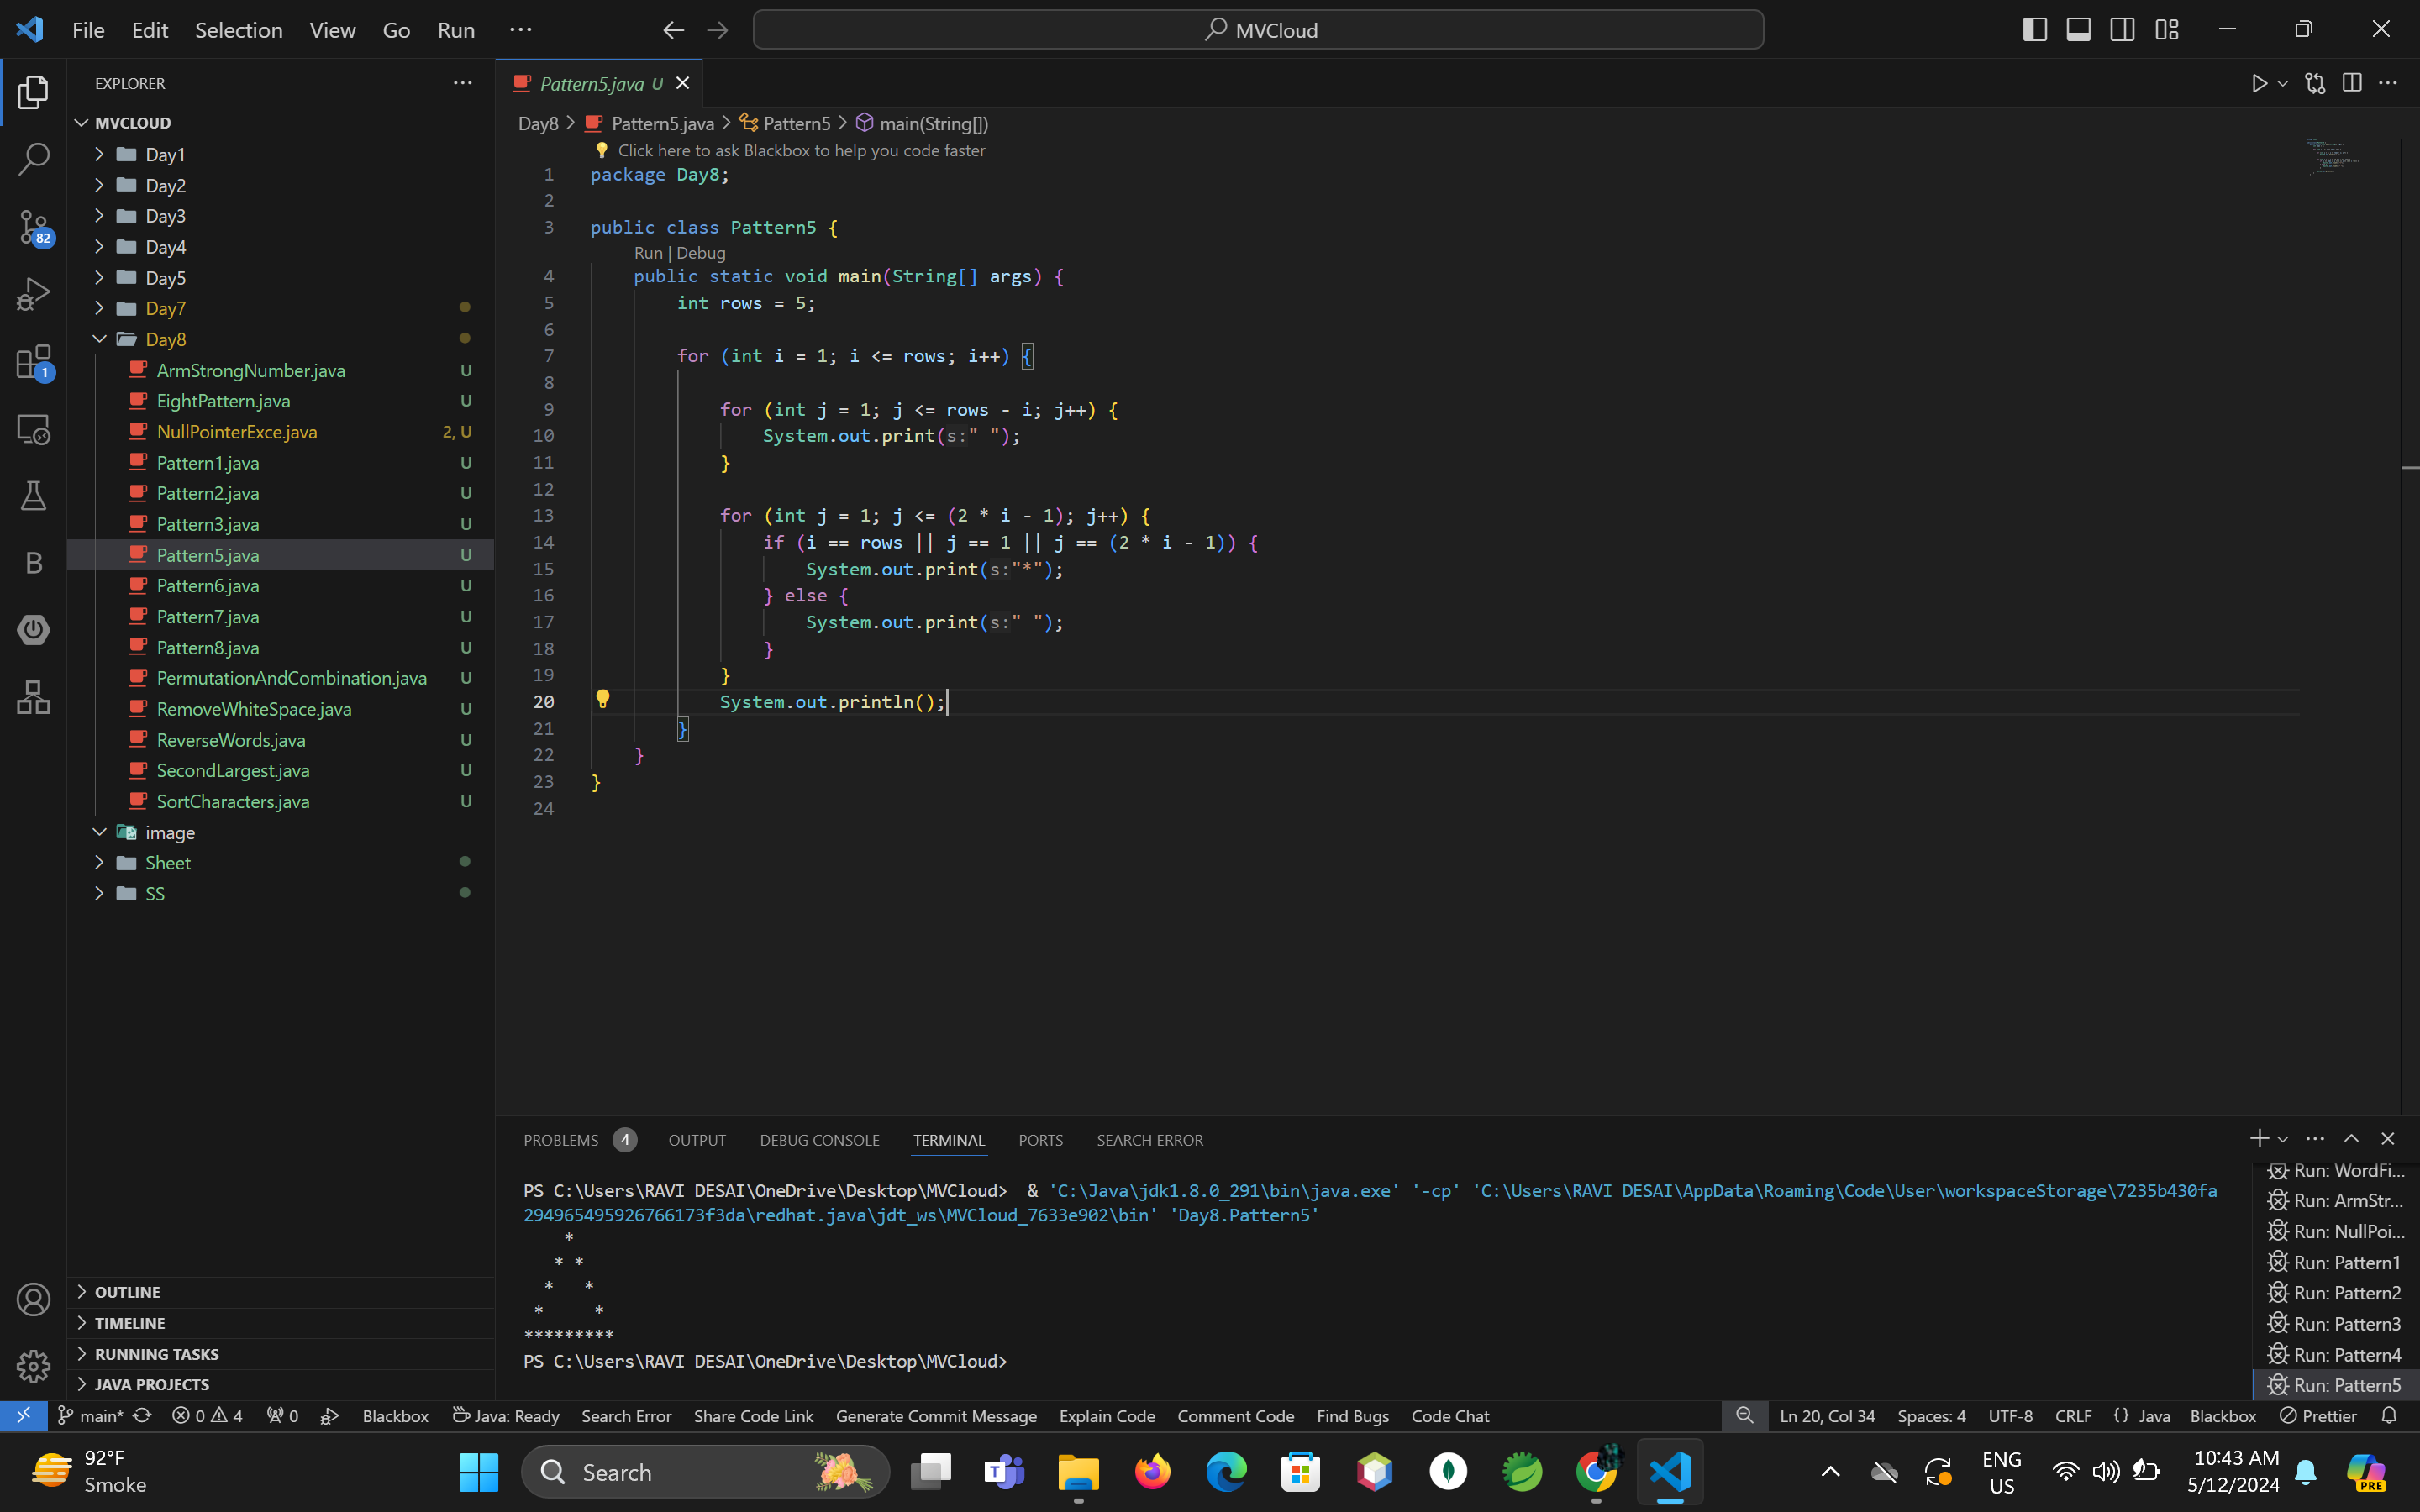 File Edit Selection View Go Run ...
MVCloud
EXPLORER
MVCLOUD
Day1
Day2
Day3
Day4
Day5
Day7
Day8
ArmStrongNumber.java U
EightPattern.java U
NullPointerExce.java 2, U
Pattern1.java U
Pattern2.java U
Pattern3.java U
Pattern5.java U
Pattern6.java U
Pattern7.java U
Pattern8.java U
PermutationAndCombination.java U
RemoveWhiteSpace.java U
ReverseWords.java U
SecondLargest.java U
SortCharacters.java U
image
Sheet
SS
OUTLINE
TIMELINE
RUNNING TASKS
JAVA PROJECTS
82
1
B
Pattern5.java U
Day8 > Pattern5.java > Pattern5 > main(String[])
Click here to ask Blackbox to help you code faster
1 package Day8;
2
3 public class Pattern5 {
Run | Debug
4 public static void main(String[] args) {
5 int rows = 5;
6
7 for (int i = 1; i <= rows; i++) {
8
9 for (int j = 1; j <= rows - i; j++) {
10 System.out.print(s:" ");
11 }
12
13 for (int j = 1; j <= (2 * i - 1); j++) {
14 if (i == rows || j == 1 || j == (2 * i - 1)) {
15 System.out.print(s:"*");
16 } else {
17 System.out.print(s:" ");
18 }
19 }
20 System.out.println();
21 }
22 }
23 }
24
PROBLEMS 4 OUTPUT DEBUG CONSOLE TERMINAL PORTS SEARCH ERROR
PS C:\Users\RAVI DESAI\OneDrive\Desktop\MVCloud> & 'C:\Java\jdk1.8.0_291\bin\java.exe' '-cp' 'C:\Users\RAVI DESAI\AppData\Roaming\Code\User\workspaceStorage\7235b430fa
2949654959267661​73f3da\redhat.java\jdt_ws\MVCloud_7633e902\bin' 'Day8.Pattern5'
    *
   * *
  *   *
 *     *
*********
PS C:\Users\RAVI DESAI\OneDrive\Desktop\MVCloud>
Run: WordFi...
Run: ArmStr...
Run: NullPoi...
Run: Pattern1
Run: Pattern2
Run: Pattern3
Run: Pattern4
Run: Pattern5
main* 0 4 0 Blackbox Java: Ready Search Error Share Code Link Generate Commit Message Explain Code Comment Code Find Bugs Code Chat Ln 20, Col 34 Spaces: 4 UTF-8 CRLF {} Java Blackbox Prettier
92°F
Smoke
Search
ENG
US
10:43 AM
5/12/2024
PRE